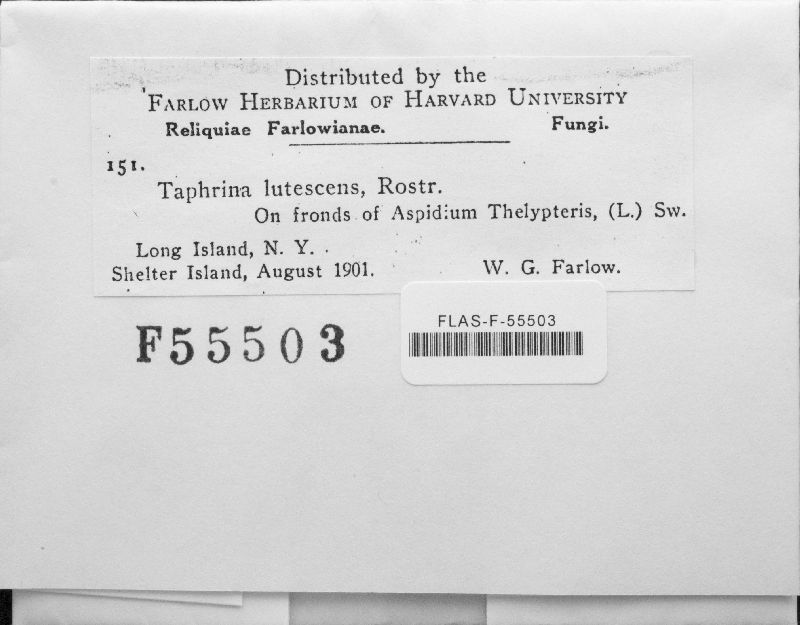 Distributed by the
FARLOW HERBARIUM OF HARVARD UNIVERSITY
Reliquiae Farlowianae. Fungi.
151.
Taphrina lutescens, Rostr.
On fronds of Aspidium Thelypteris, (L.) Sw.
Long Island, N. Y.
Shelter Island, August 1901. W. G. Farlow.
F55503
FLAS-F-55503